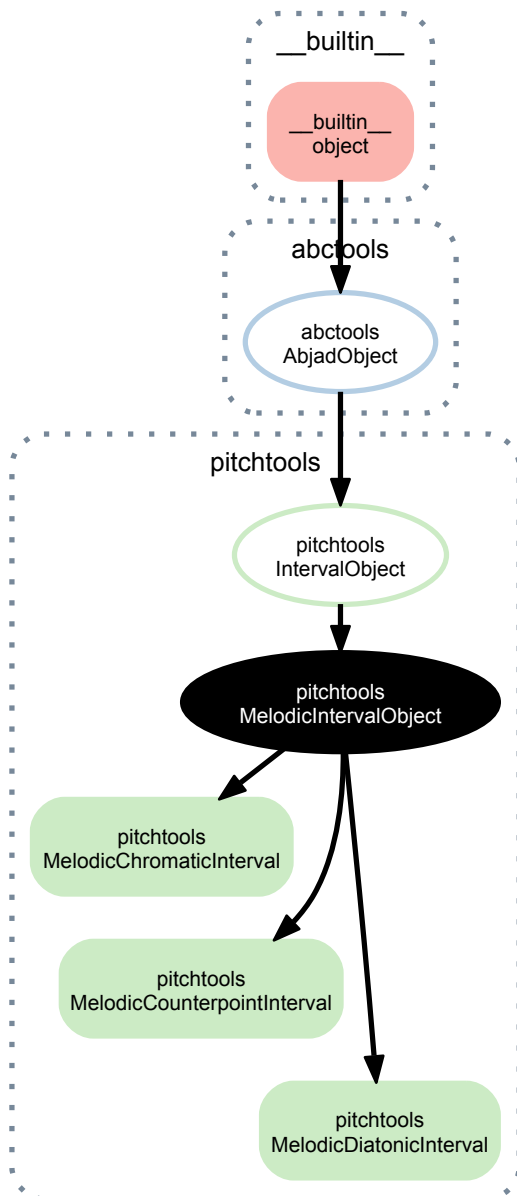 __builtin__
__builtin__
object
abctools
abctools
AbjadObject
pitchtools
pitchtools
IntervalObject
pitchtools
MelodicIntervalObject
pitchtools
MelodicChromaticInterval
pitchtools
MelodicCounterpointInterval
pitchtools
MelodicDiatonicInterval